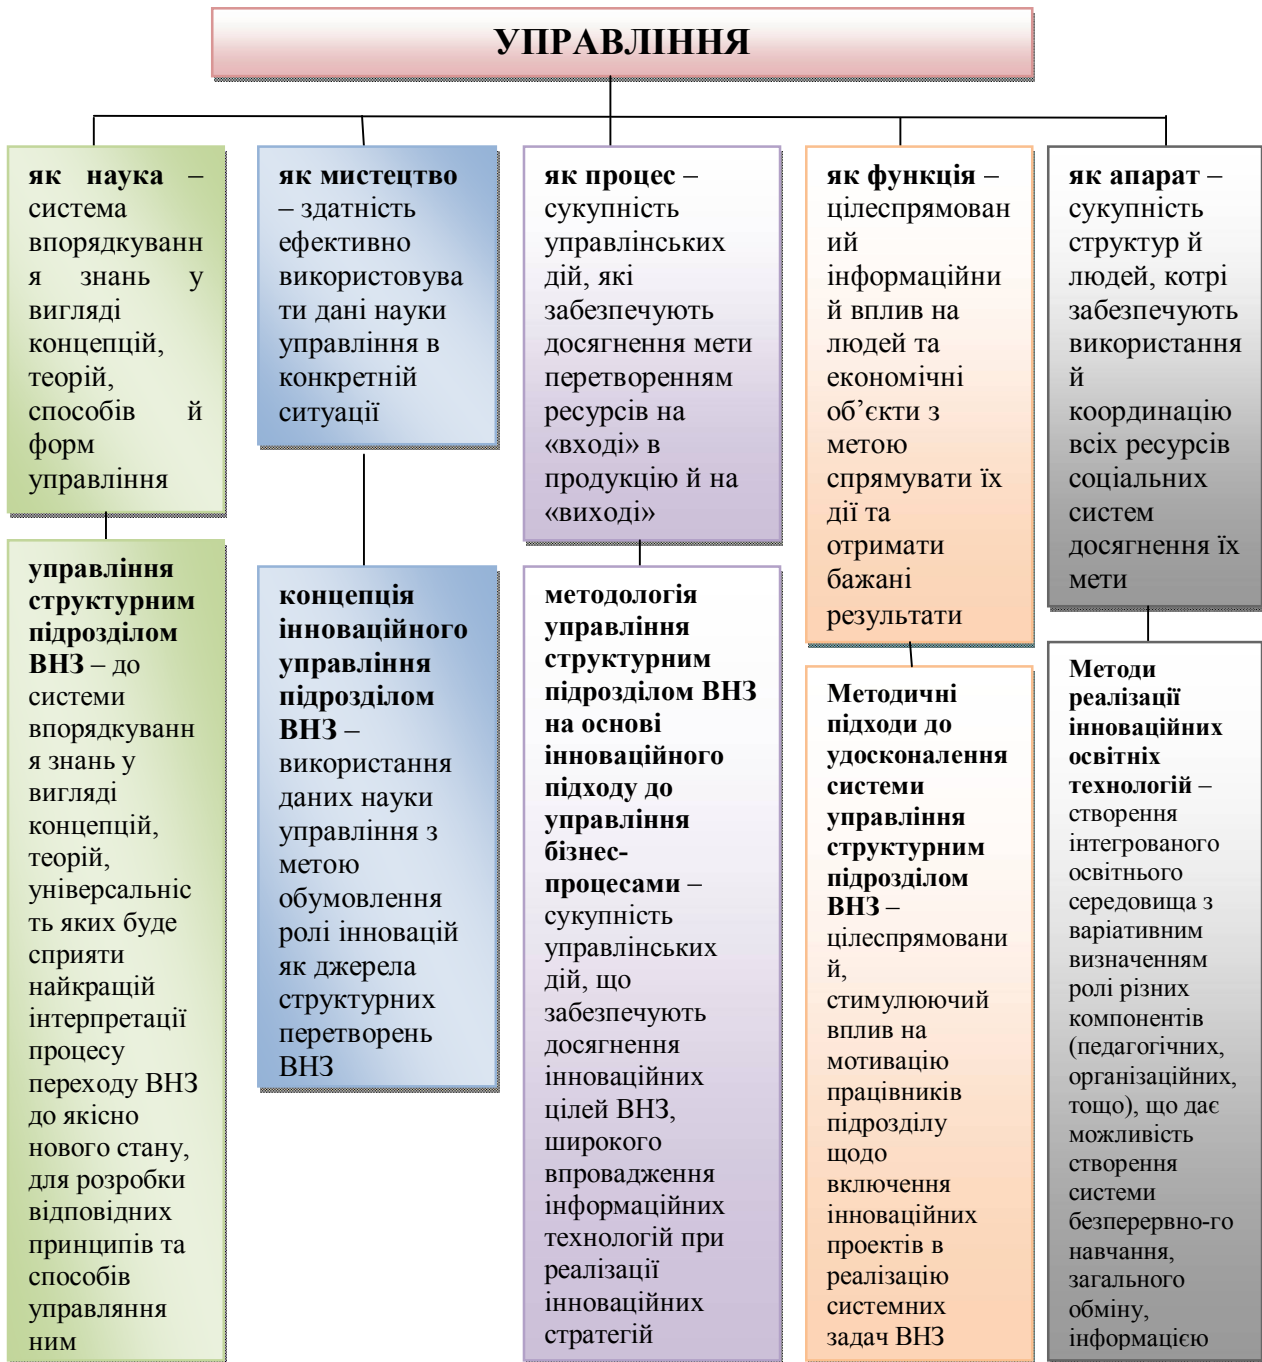 УПРАВЛІННЯ
як наука –
система
впорядкуванн
я знань у
вигляді
концепцій,
теорій,
способів й
форм
управління
як мистецтво
– здатність
ефективно
використовува
ти дані науки
управління в
конкретній
ситуації
як процес –
сукупність
управлінських
дій, які
забезпечують
досягнення мети
перетворенням
ресурсів на
«вході» в
продукцію й на
«виході»
як функція –
цілеспрямован
ий
інформаційни
й вплив на
людей та
економічні
об’єкти з
метою
спрямувати їх
дії та
отримати
бажані
результати
як апарат –
сукупність
структур й
людей, котрі
забезпечують
використання
й
координацію
всіх ресурсів
соціальних
систем
досягнення їх
мети
управління
структурним
підрозділом
ВНЗ – до
системи
впорядкуванн
я знань у
вигляді
концепцій,
теорій,
універсальніс
ть яких буде
сприяти
найкращій
інтерпретації
процесу
переходу ВНЗ
до якісно
нового стану,
для розробки
відповідних
принципів та
способів
управляння
ним
концепція
інноваційного
управління
підрозділом
ВНЗ –
використання
даних науки
управління з
метою
обумовлення
ролі інновацій
як джерела
структурних
перетворень
ВНЗ
методологія
управління
структурним
підрозділом ВНЗ
на основі
інноваційного
підходу до
управління
бізнес-
процесами –
сукупність
управлінських
дій, що
забезпечують
досягнення
інноваційних
цілей ВНЗ,
широкого
впровадження
інформаційних
технологій при
реалізації
інноваційних
стратегій
Методичні
підходи до
удосконалення
системи
управління
структурним
підрозділом
ВНЗ –
цілеспрямовани
й,
стимулюючий
вплив на
мотивацію
працівників
підрозділу
щодо
включення
інноваційних
проектів в
реалізацію
системних
задач ВНЗ
Методи
реалізації
інноваційних
освітніх
технологій –
створення
інтегрованого
освітнього
середовища з
варіативним
визначенням
ролі різних
компонентів
(педагогічних,
організаційних,
тощо), що дає
можливість
створення
системи
безперервно-го
навчання,
загального
обміну,
інформацією